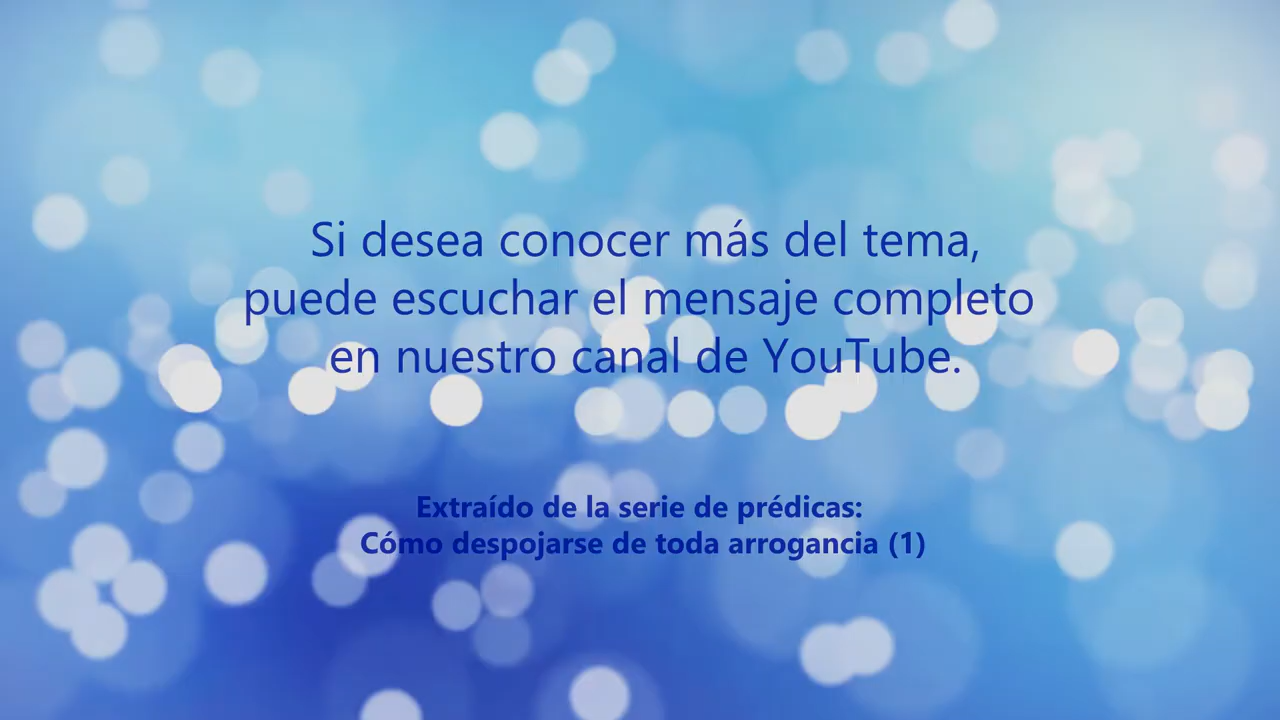 Si desea conocer más del tema,
puede escuchar el mensaje completo
en nuestro canal de YouTube.
Extraído de la serie de prédicas:
Cómo despojarse de toda arrogancia (1)